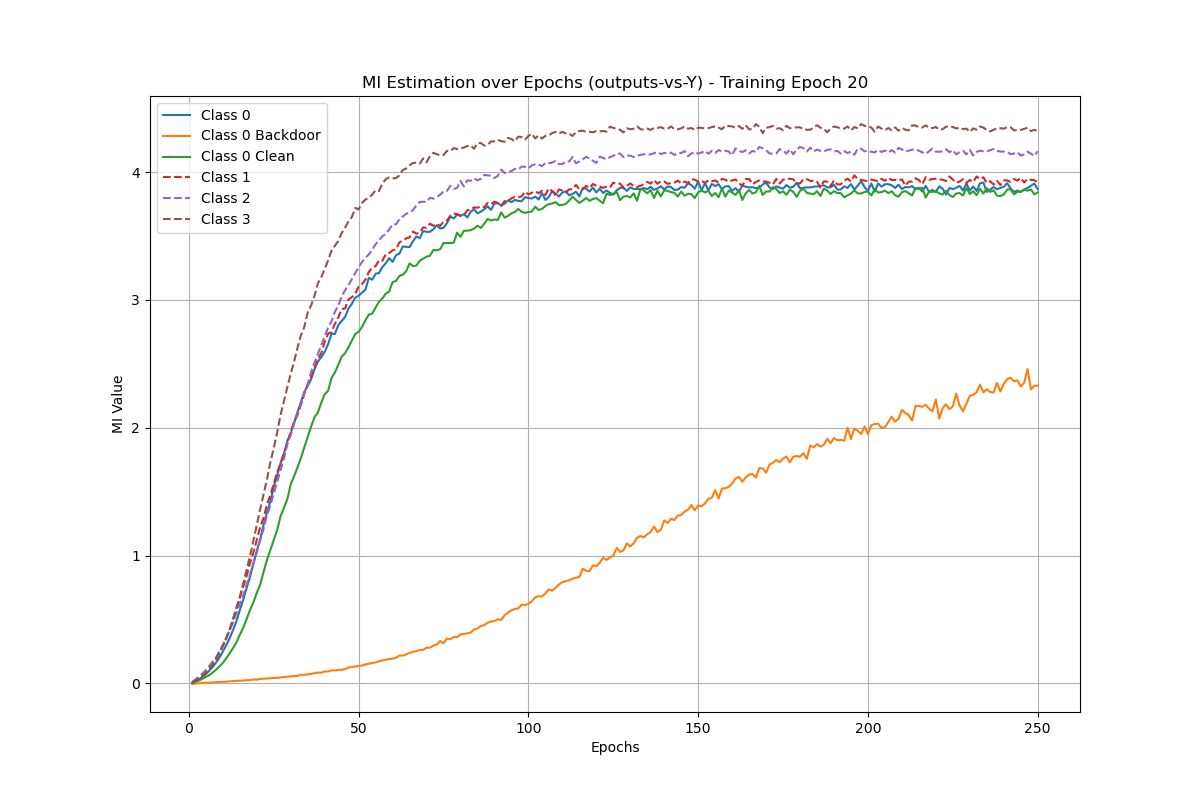 MI Estimation over Epochs (outputs-vs-Y) - Training Epoch 20
Class 0
Class 0 Backdoor
Class 0 Clean
Class 1
Class 2
Class 3
MI Value
4
3
2
1
0
0 50 100 150 200 250
Epochs